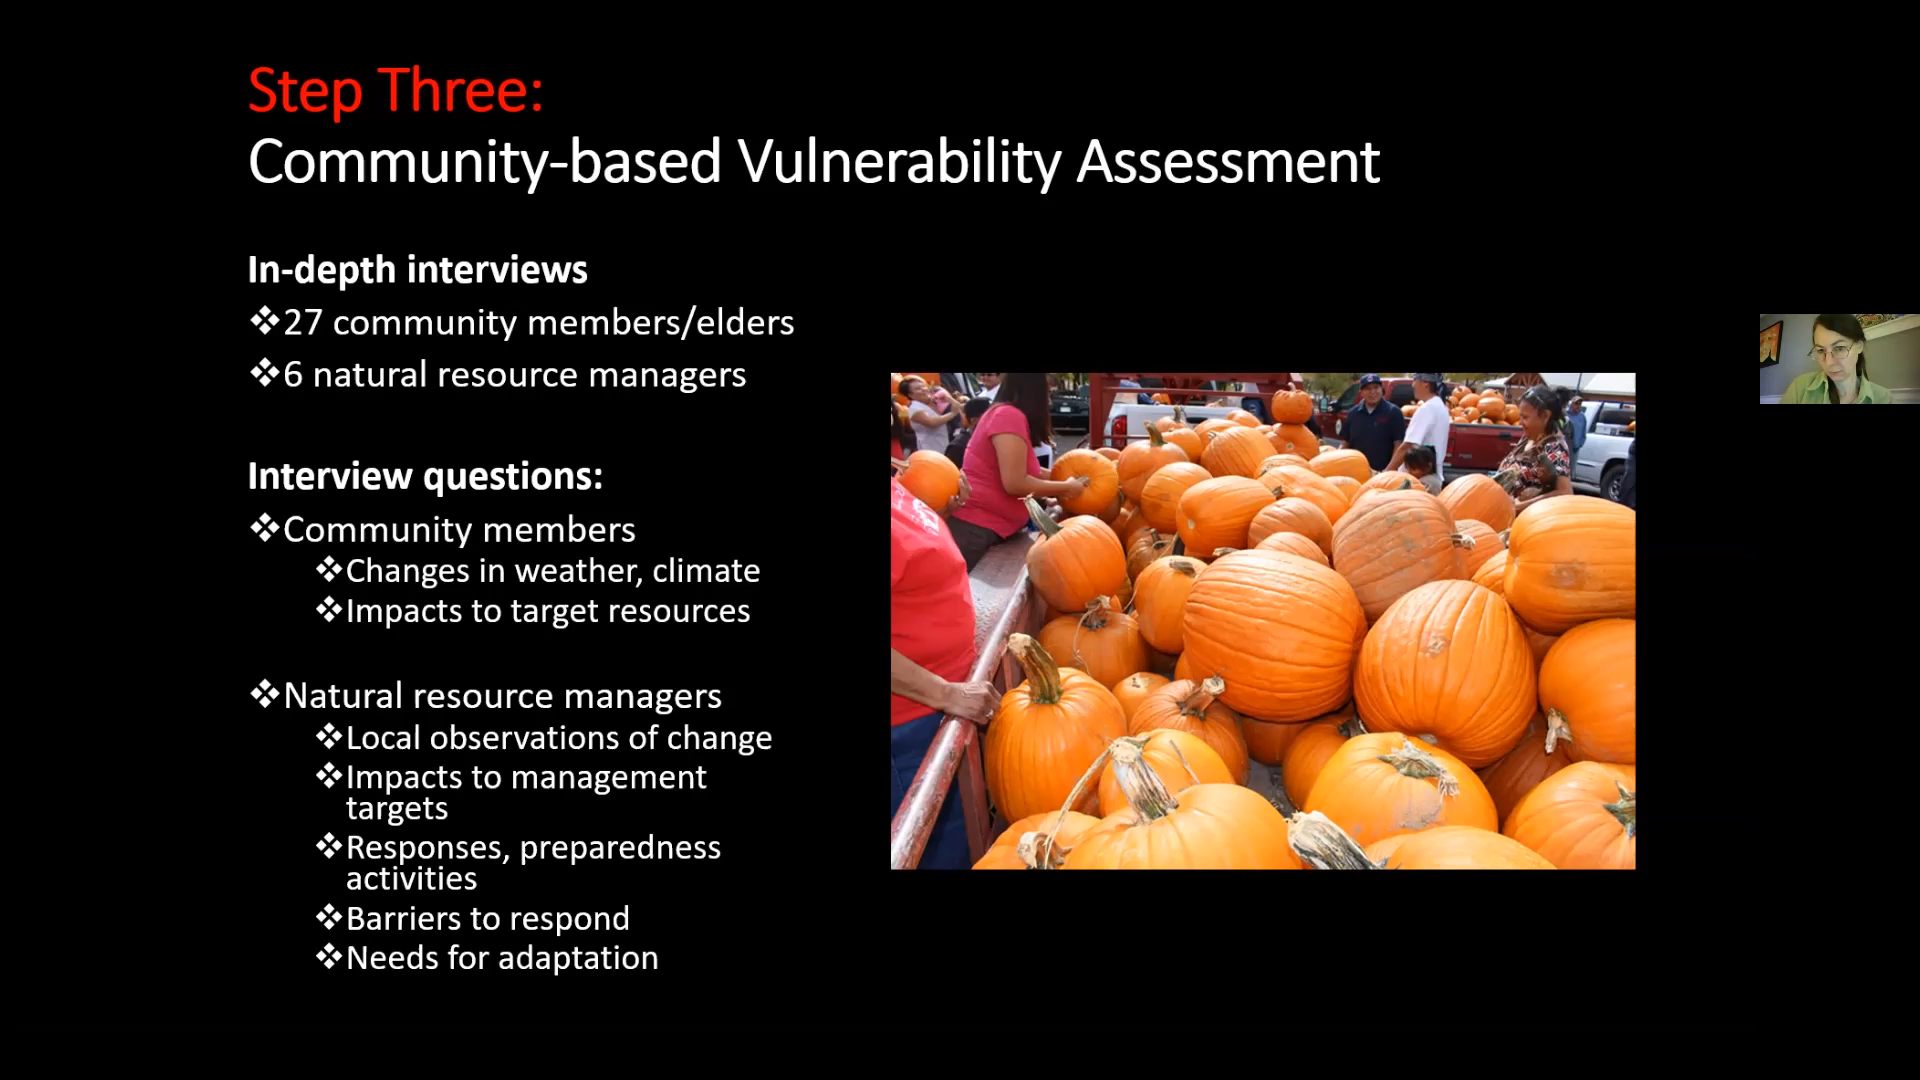 Step Three:
Community-based Vulnerability Assessment
In-depth interviews
❖27 community members/elders
❖6 natural resource managers
Interview questions:
❖Community members
❖Changes in weather, climate
❖Impacts to target resources
❖Natural resource managers
❖Local observations of change
❖Impacts to management
targets
❖Responses, preparedness
activities
❖Barriers to respond
❖Needs for adaptation